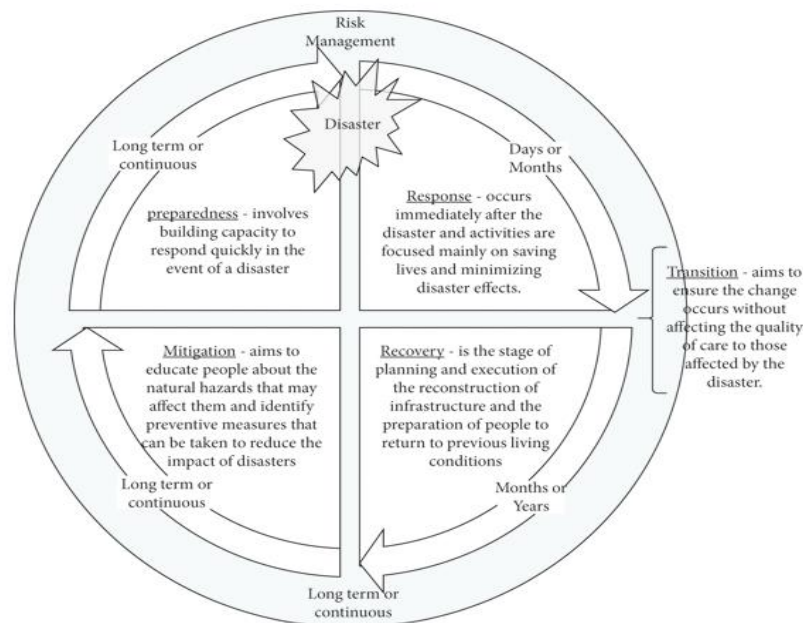 Risk
Management
Disaster
Long term or
continuous
Days or
Months
preparedness - involves
building capacity to
respond quickly in the
event of a disaster
Response - occurs
immediately after the
disaster and activities are
focused mainly on saving
lives and minimizing
disaster effects.
Transition - aims to
ensure the change
occurs without
affecting the quality
of care to those
affected by the
disaster.
Mitigation - aims to
educate people about the
natural hazards that may
affect them and identify
preventive measures that
can be taken to reduce the
impact of disasters
Recovery - is the stage of
planning and execution
of the reconstruction of
infrastructure and the
preparation of people to
return to previous living
conditions
Long term or
continuous
Months or
Years
Long term or
continuous